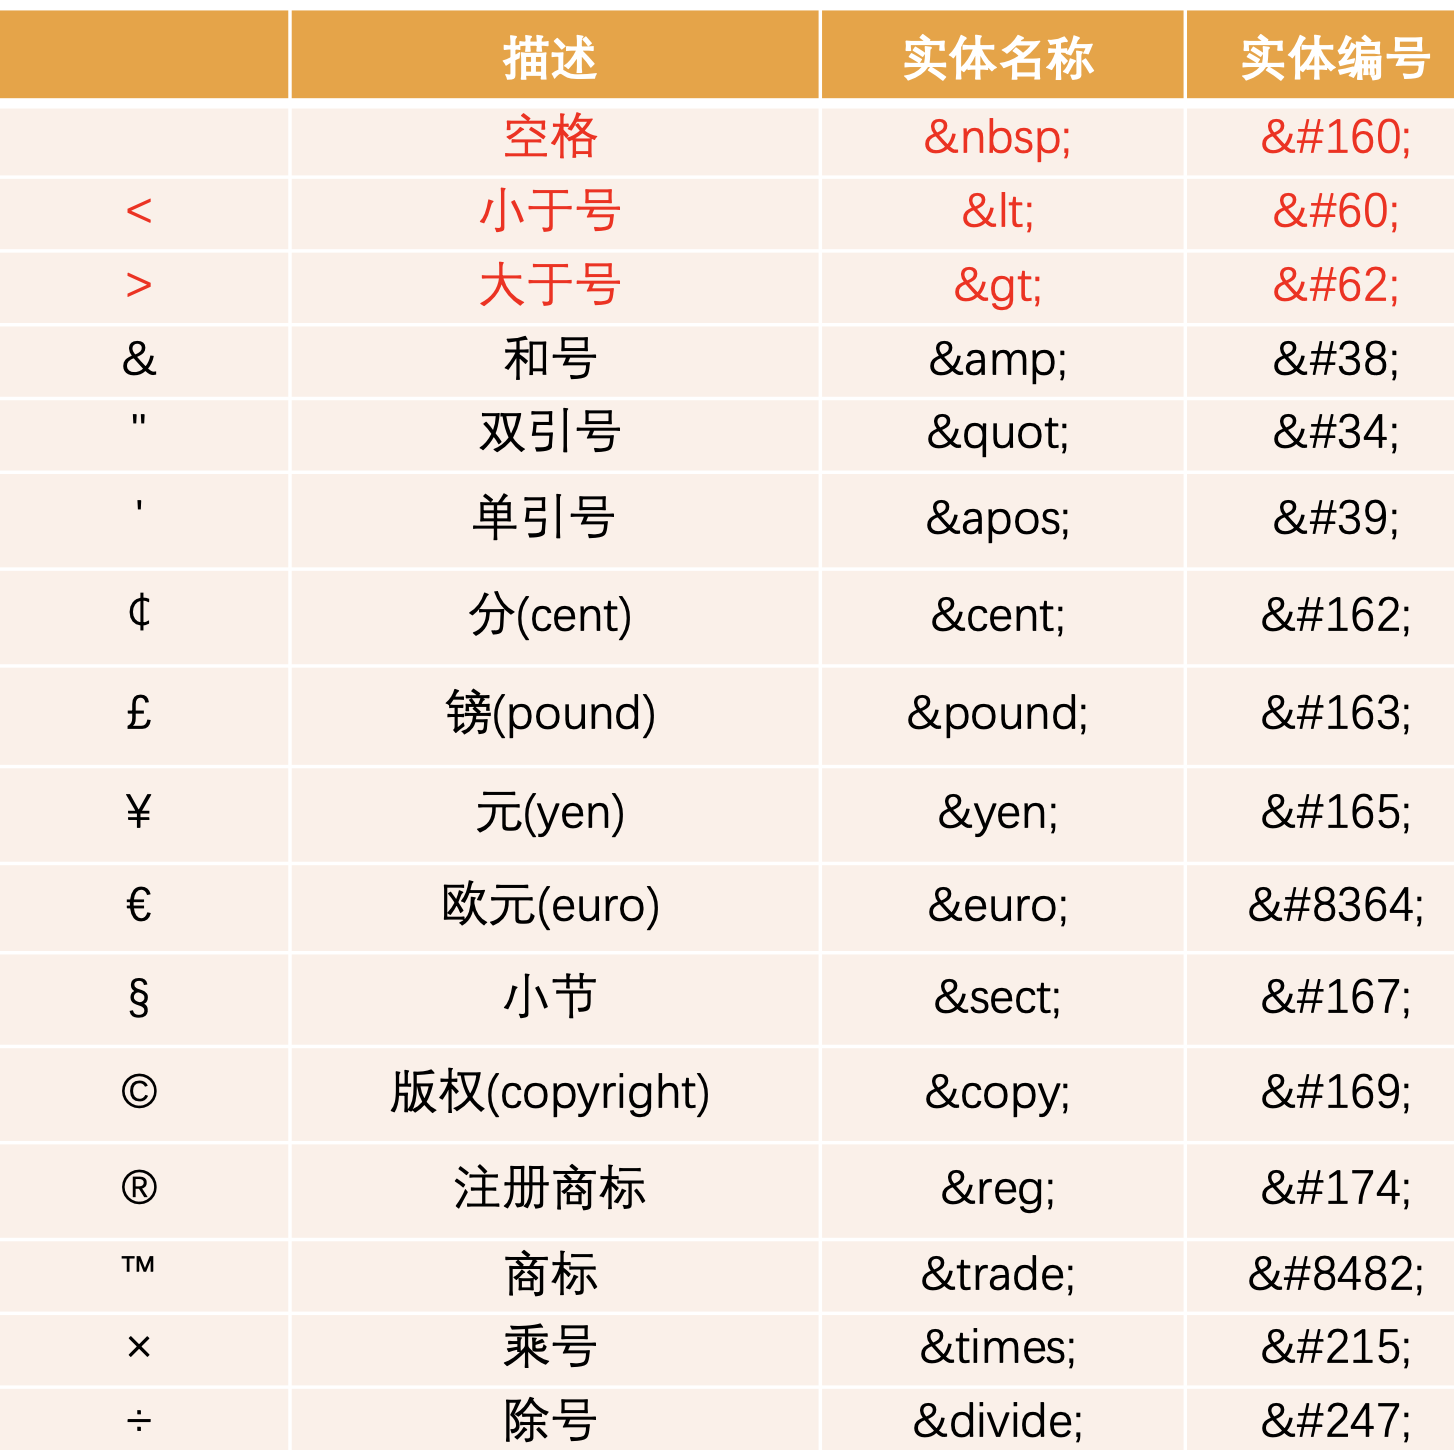 描述 实体名称 实体编号
空格 &nbsp; &#160;
< 小于号 &lt; &#60;
> 大于号 &gt; &#62;
& 和号 &amp; &#38;
" 双引号 &quot; &#34;
' 单引号 &apos; &#39;
¢ 分(cent) &cent; &#162;
£ 镑(pound) &pound; &#163;
¥ 元(yen) &yen; &#165;
€ 欧元(euro) &euro; &#8364;
§ 小节 &sect; &#167;
© 版权(copyright) &copy; &#169;
® 注册商标 &reg; &#174;
™ 商标 &trade; &#8482;
× 乘号 &times; &#215;
÷ 除号 &divide; &#247;